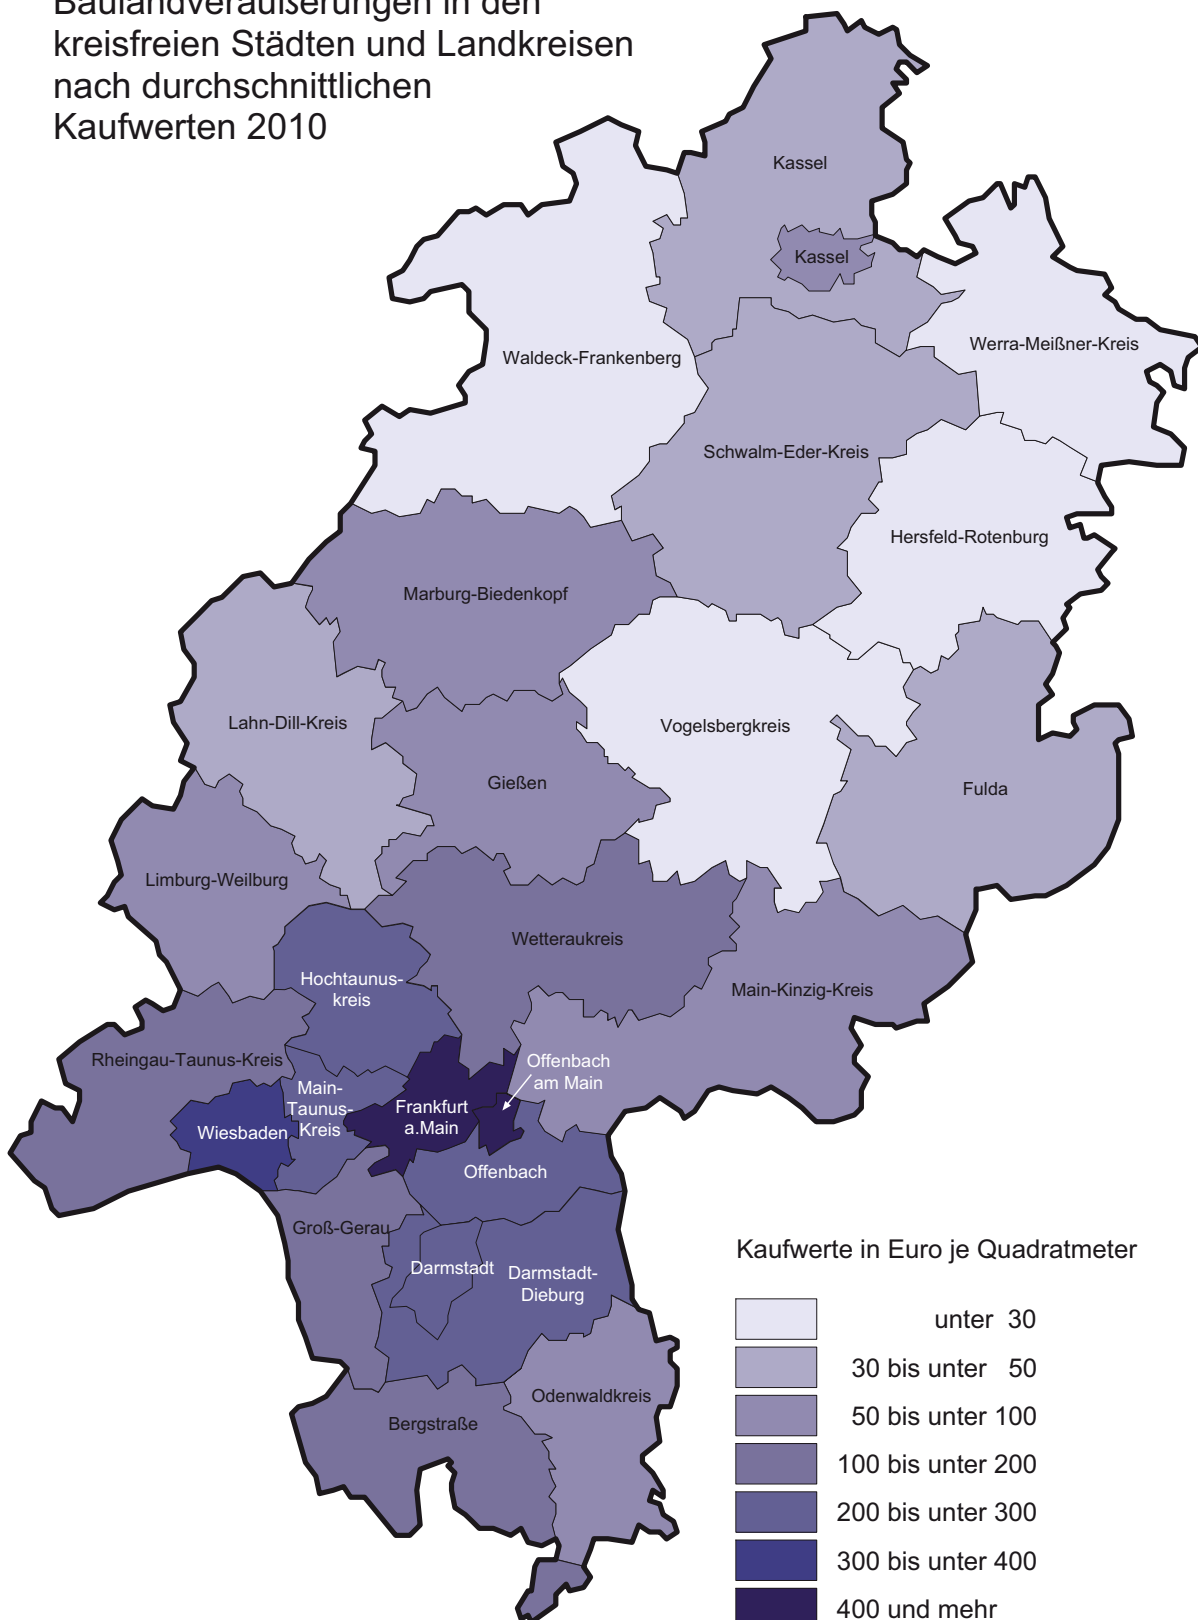 Baulandveräußerungen in den
kreisfreien Städten und Landkreisen
nach durchschnittlichen
Kaufwerten 2010
Kassel
Kassel
Werra-Meißner-Kreis
Waldeck-Frankenberg
Schwalm-Eder-Kreis
Hersfeld-Rotenburg
Marburg-Biedenkopf
Lahn-Dill-Kreis
Vogelsbergkreis
Gießen
Fulda
Limburg-Weilburg
Wetteraukreis
Hochtaunus-
kreis
Main-Kinzig-Kreis
Rheingau-Taunus-Kreis
Offenbach
am Main
Main-
Taunus-
Kreis
Frankfurt
a.Main
Wiesbaden
Offenbach
Groß-Gerau
Darmstadt
Darmstadt-
Dieburg
Odenwaldkreis
Bergstraße
Kaufwerte in Euro je Quadratmeter
unter 30
30 bis unter 50
50 bis unter 100
100 bis unter 200
200 bis unter 300
300 bis unter 400
400 und mehr